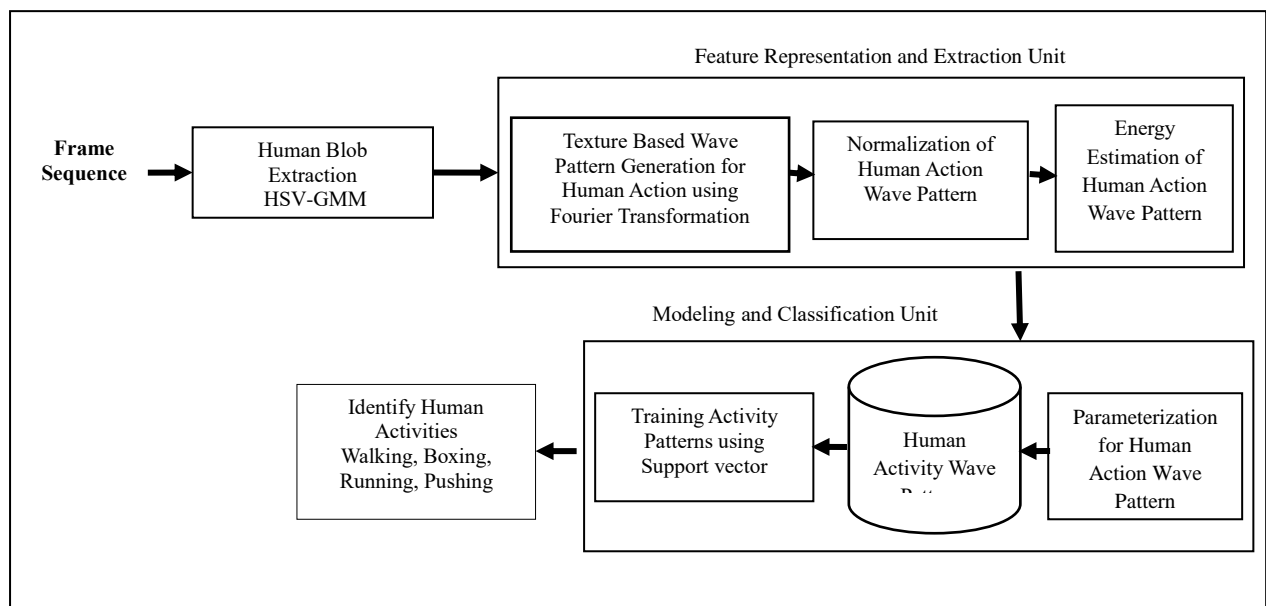 Feature Representation and Extraction Unit
Frame
Sequence
Human Blob
Extraction
HSV-GMM
Texture Based Wave
Pattern Generation for
Human Action using
Fourier Transformation
Normalization of
Human Action
Wave Pattern
Energy
Estimation of
Human Action
Wave Pattern
Modeling and Classification Unit
Identify Human
Activities
Walking, Boxing,
Running, Pushing
Training Activity
Patterns using
Support vector
Human
Activity Wave
Parameterization
for Human
Action Wave
Pattern